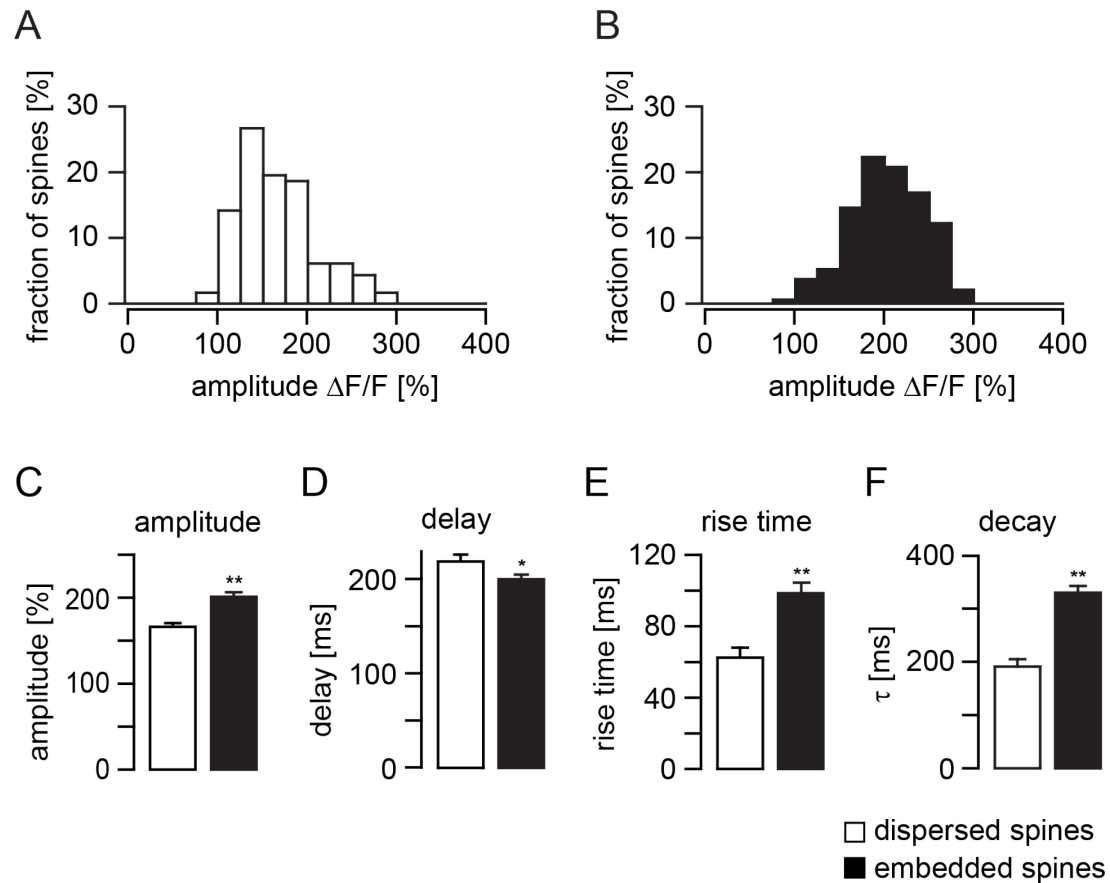 A
B
fraction of spines [%]
30
20
10
0
0 100 200 300 400
amplitude ΔF/F [%]
fraction of spines [%]
30
20
10
0
0 100 200 300 400
amplitude ΔF/F [%]
C
amplitude
amplitude [%]
200
100
0
**
D
delay
delay [ms]
200
100
0
*
E
rise time
rise time [ms]
120
80
40
0
**
F
decay
τ [ms]
400
200
0
**
dispersed spines
embedded spines